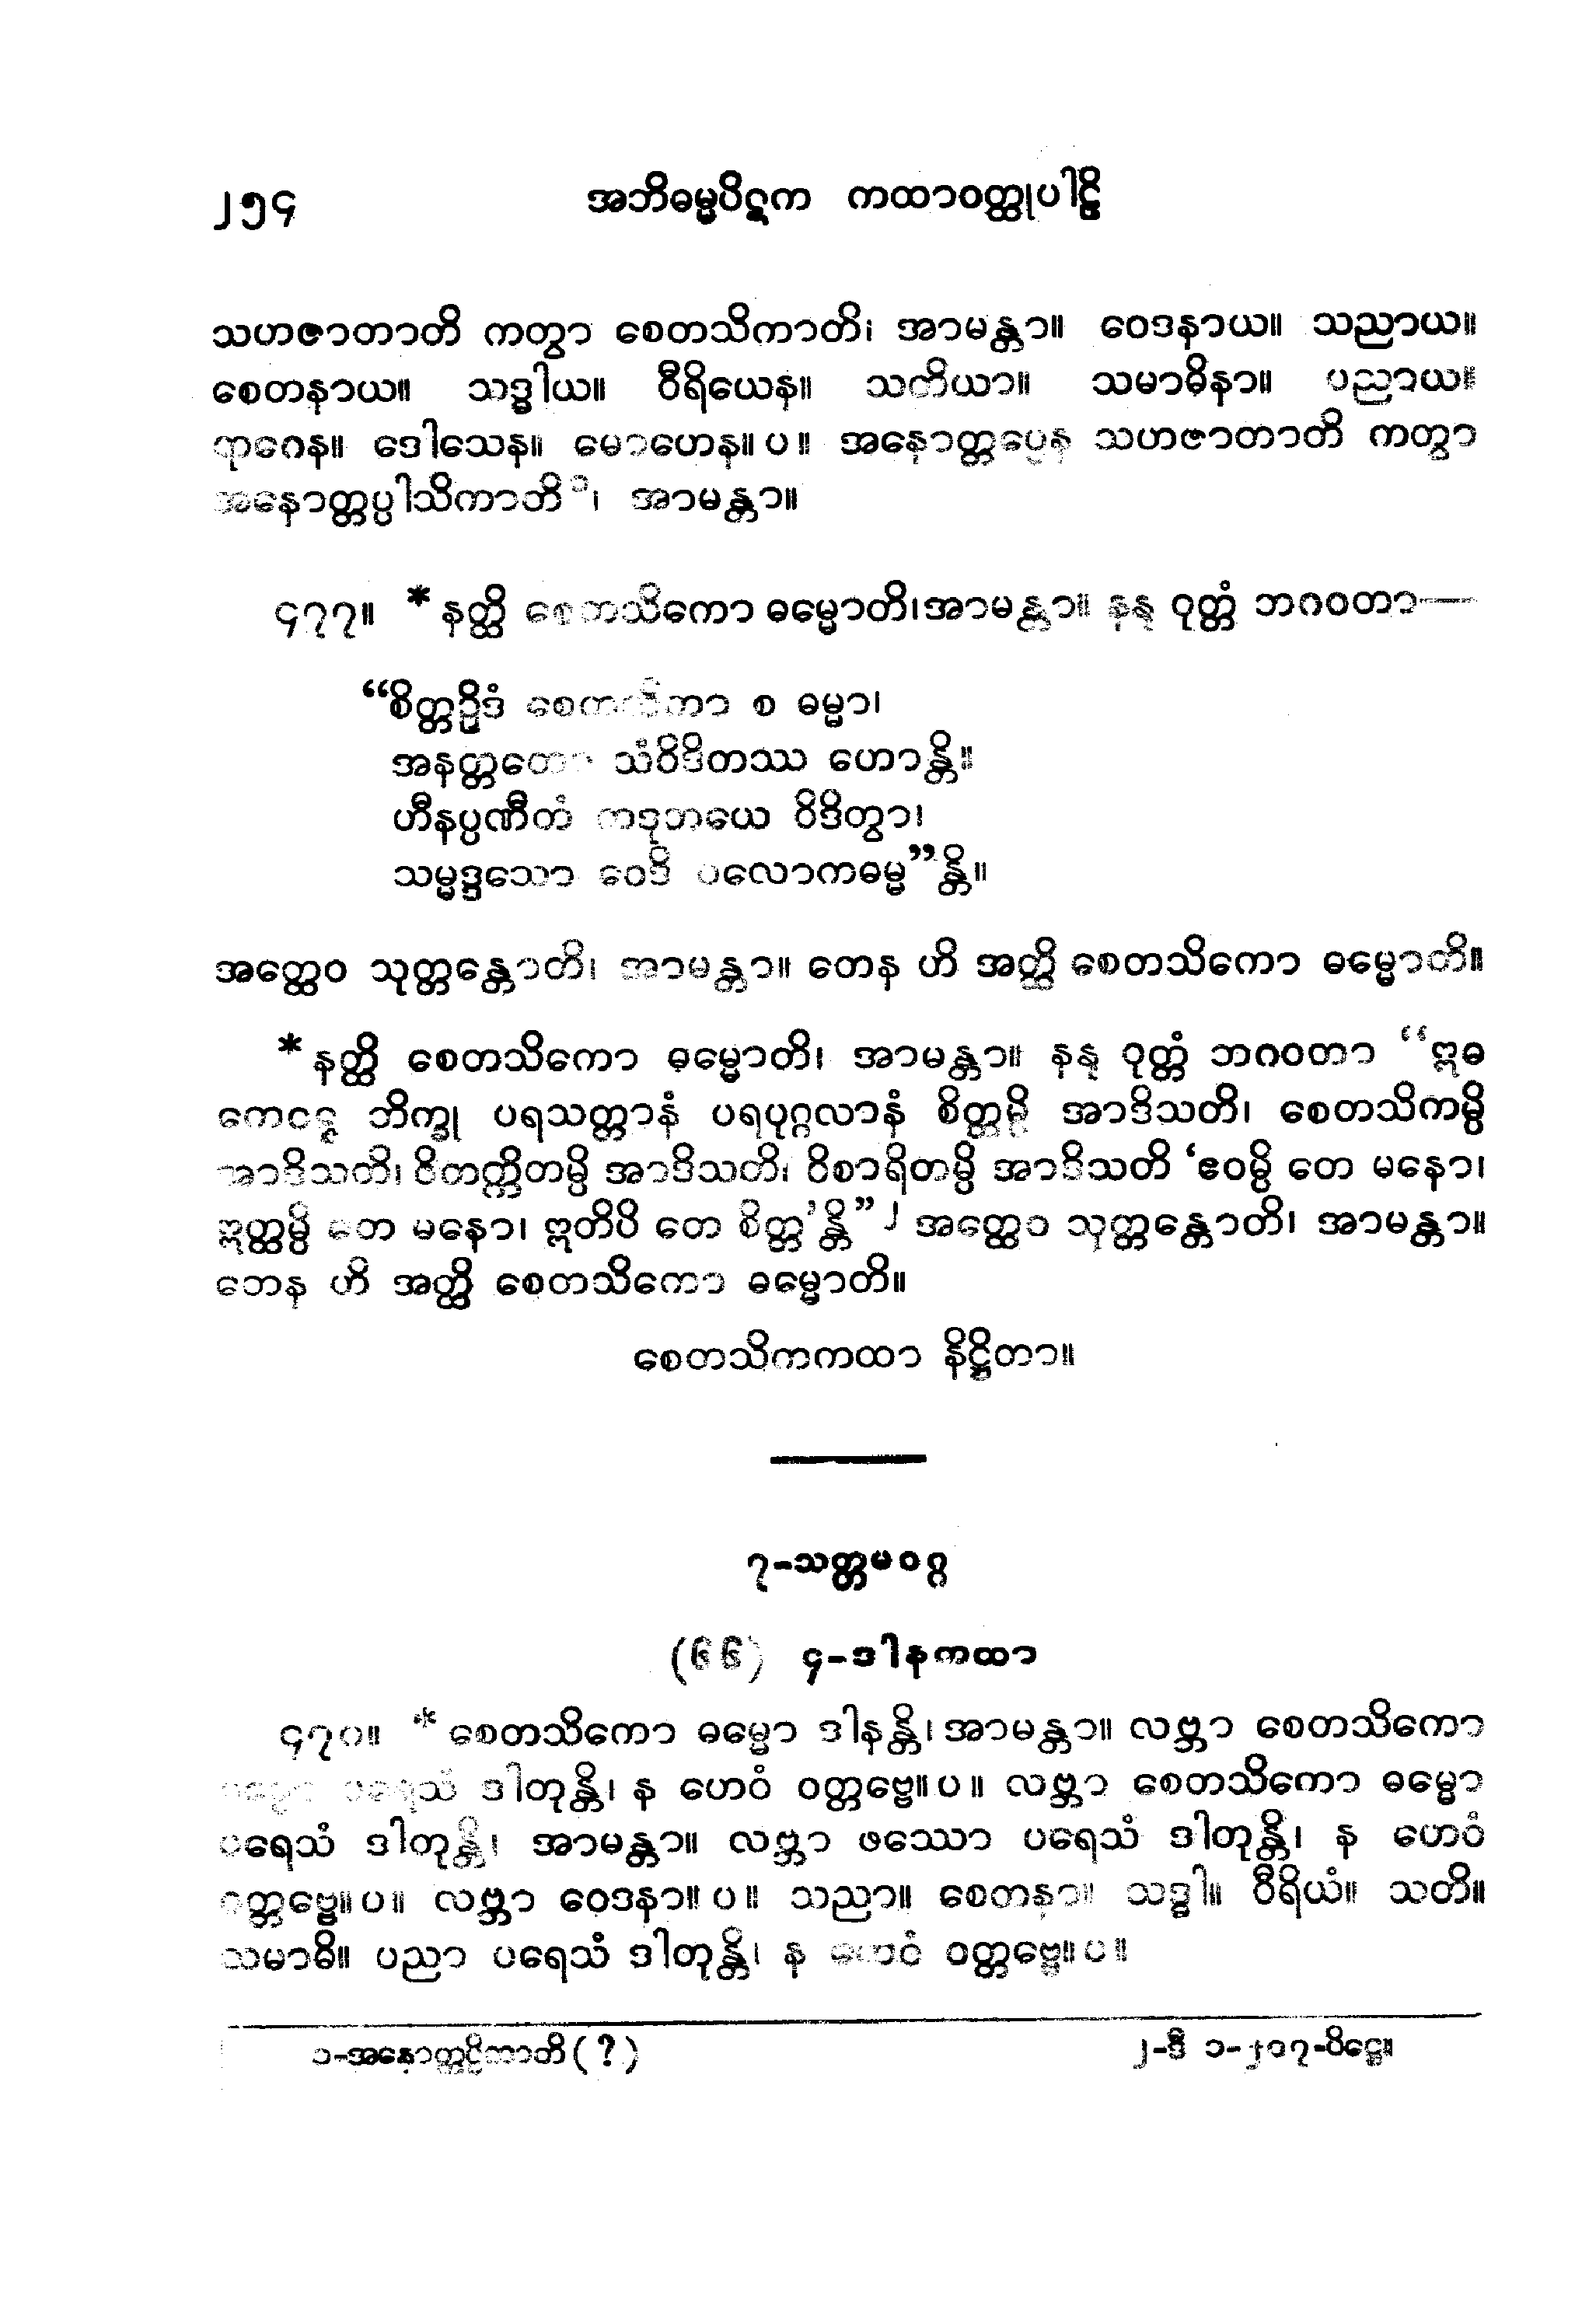 ၂၅၄ အဘိဓမ္မပိဋက ကထာဝတ္ထုပါဠိ
သဟဇာတာတိ ကတွာ စေတသိကာတိ၊ အာမန္တာ။ ဝေဒနာယ။ သညာယ။
စေတနာယ။ သဒ္ဓါယ။ ဝီရိယေန။ သတိယာ။ သမာဓိနာ။ ပညာယ။
ရာဂေန။ ဒေါသေန။ မောဟေန။ပ။ အနောတ္တပ္ပေန သဟဇာတာတိ ကတွာ
အနောတ္တပ္ပါသိကာတိ၁၊ အာမန္တာ။
၄၇၇။ *နတ္ထိ စေတသိကော ဓမ္မောတိ၊အာမန္တာ။ နနု ဝုတ္တံ ဘဂဝတာ—
“စိတ္တဉှိဒံ စေတသိကာ စ ဓမ္မာ၊
အနတ္တတော သံဝိဒိတဿ ဟောန္တိ။
ဟီနပ္ပဏီတံ တဒုဘယေ ဝိဒိတွာ၊
သမ္မဒ္ဒသော ဝေဒိ ပလောကဓမ္မ”န္တိ။
အတ္ထေဝ သုတ္တန္တောတိ၊ အာမန္တာ။ တေန ဟိ အတ္ထိ စေတသိကော ဓမ္မောတိ။
*နတ္ထိ စေတသိကော ဓမ္မောတိ၊ အာမန္တာ။ နနု ဝုတ္တံ ဘဂဝတာ “ဣဓ
ကေဝဋ္ဋ ဘိက္ခု ပရသတ္တာနံ ပရပုဂ္ဂလာနံ စိတ္တမ္ပိ အာဒိသတိ၊ စေတသိကမ္ပိ
အာဒိသတိ၊ ဝိတက္ကိတမ္ပိ အာဒိသတိ၊ ဝိစာရိတမ္ပိ အာဒိသတိ ‘ဧဝမ္ပိ တေ မနော၊
ဣတ္ထမ္ပိ တေ မနော၊ ဣတိပိ တေ စိတ္တ’န္တိ”၂ အတ္ထေဝ သုတ္တန္တောတိ၊ အာမန္တာ။
တေန ဟိ အတ္ထိ စေတသိကော ဓမ္မောတိ။
စေတသိကကထာ နိဋ္ဌိတာ။
၇-သတ္တမဝဂ္ဂ
(၆၆) ၄-ဒါနကထာ
၄၇၈။ *စေတသိကော ဓမ္မော ဒါနန္တိ၊အာမန္တာ။ လဗ္ဘာ စေတသိကော
ဓမ္မော ပရေသံ ဒါတုန္တိ၊ န ဟေဝံ ဝတ္တဗ္ဗေ။ပ။ လဗ္ဘာ စေတသိကော ဓမ္မော
ပရေသံ ဒါတုန္တိ၊ အာမန္တာ။ လဗ္ဘာ ဖဿော ပရေသံ ဒါတုန္တိ၊ န ဟေဝံ
ဝတ္တဗ္ဗေ။ပ။ လဗ္ဘာ ဝေဒနာ။ပ။ သညာ။ စေတနာ။ သဒ္ဓါ။ ဝီရိယံ။ သတိ။
သမာဓိ။ ပညာ ပရေသံ ဒါတုန္တိ၊ န ဟေဝံ ဝတ္တဗ္ဗေ။ပ။
၁-အနောတ္တပ္ပိကာတိ(?) ၂-ဒီ ၁-၂၀၇-ပိဋ္ဌေ။